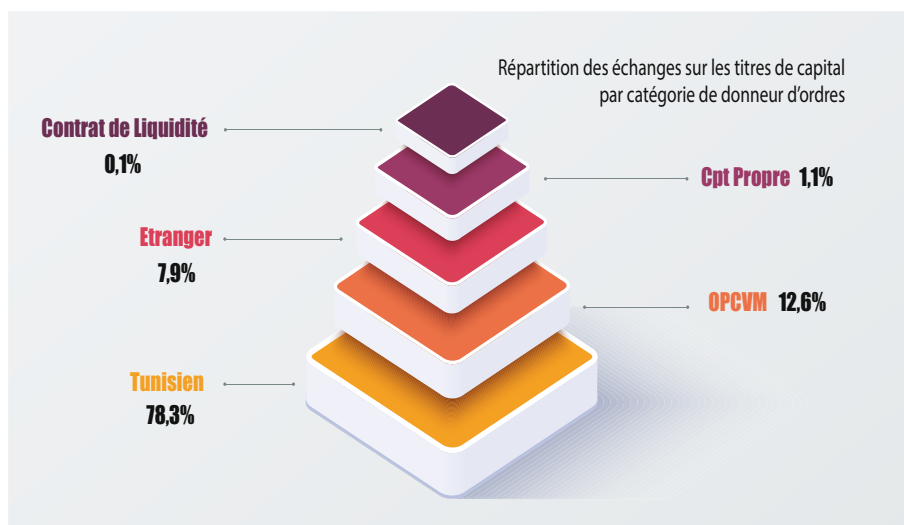 Répartition des échanges sur les titres de capital
par catégorie de donneur d’ordres
Contrat de Liquidité
0,1%
Cpt Propre 1,1%
Etranger
7,9%
OPCVM 12,6%
Tunisien
78,3%